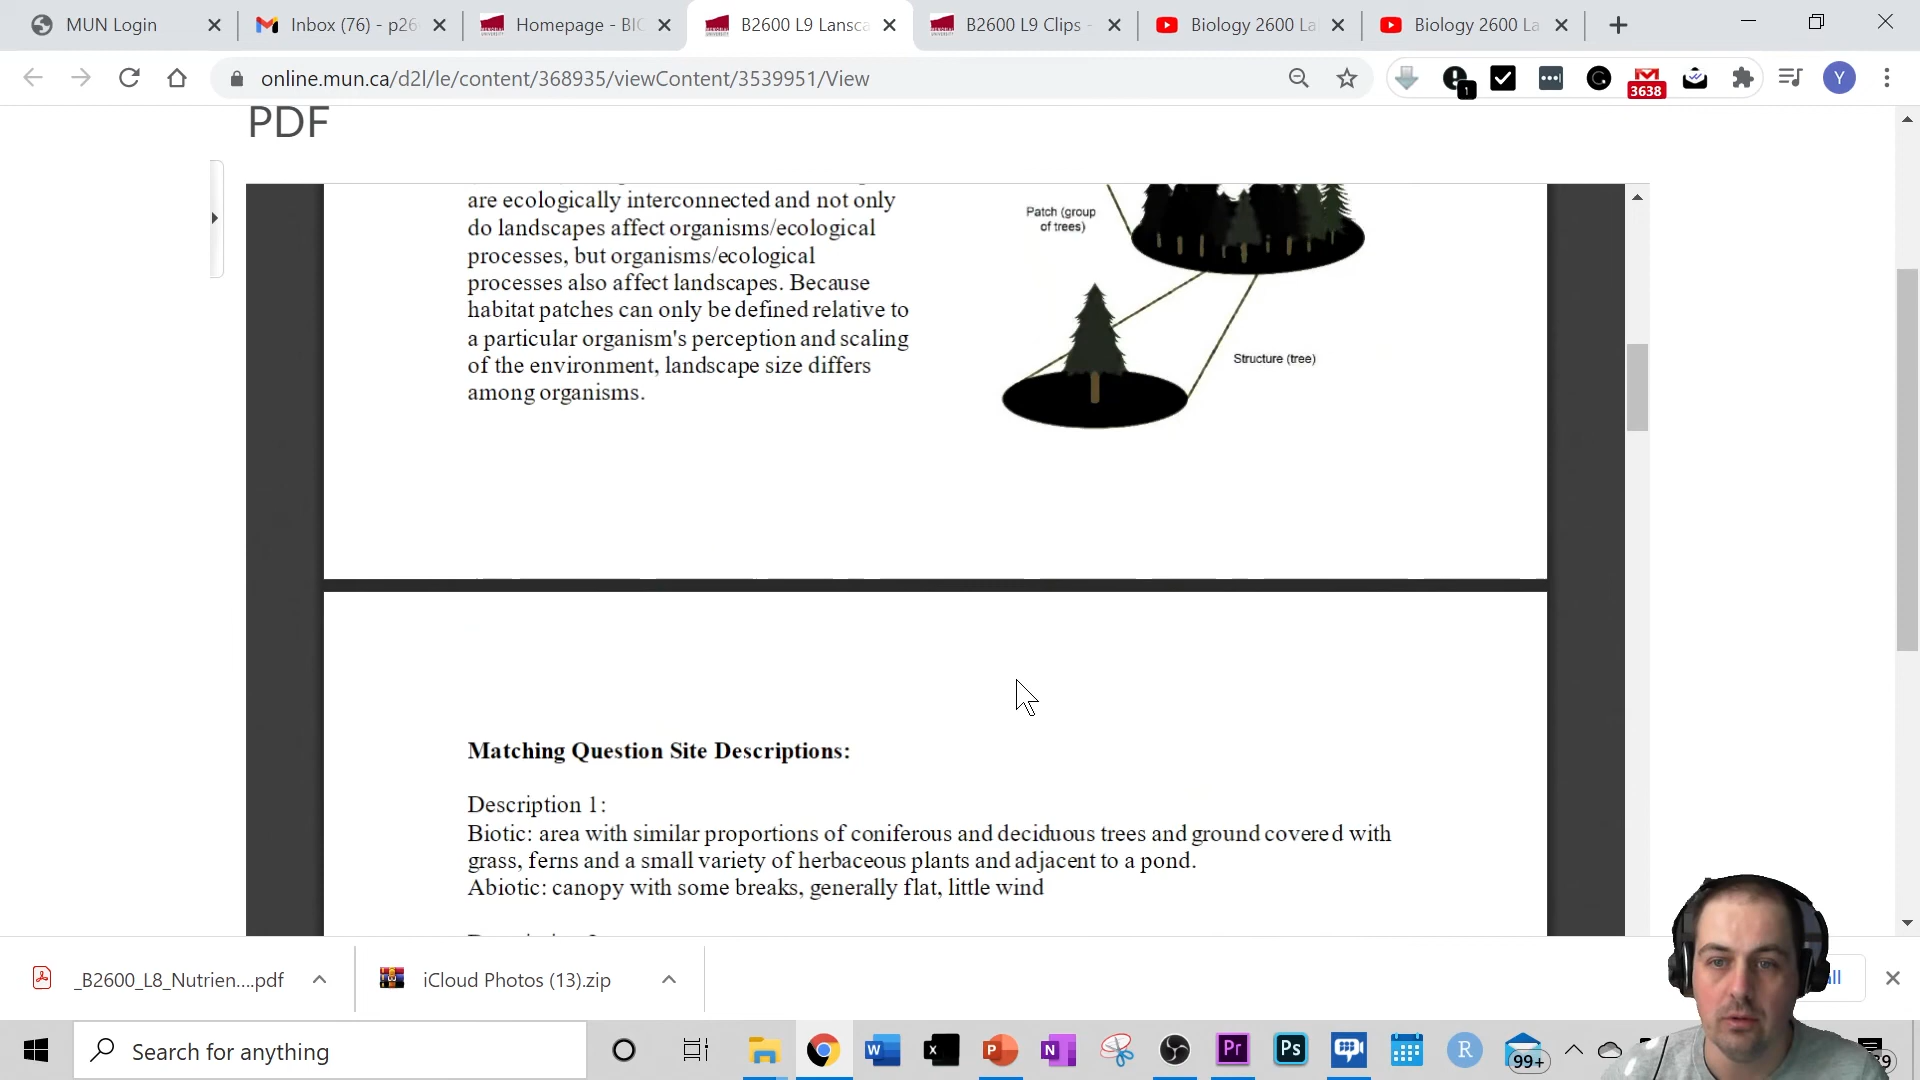 MUN Login
Inbox (76) - p26
Homepage - BIO
B2600 L9 Lansca
B2600 L9 Clips -
Biology 2600 La
Biology 2600 La
online.mun.ca/d2l/le/content/368935/viewContent/3539951/View
1
3638
Y
PDF
are ecologically interconnected and not only
do landscapes affect organisms/ecological
processes, but organisms/ecological
processes also affect landscapes. Because
habitat patches can only be defined relative to
a particular organism's perception and scaling
of the environment, landscape size differs
among organisms.
Patch (group
of trees)
Structure (tree)
Matching Question Site Descriptions:
Description 1:
Biotic: area with similar proportions of coniferous and deciduous trees and ground covered with
grass, ferns and a small variety of herbaceous plants and adjacent to a pond.
Abiotic: canopy with some breaks, generally flat, little wind
_B2600_L8_Nutrien....pdf
iCloud Photos (13).zip
Search for anything
W
X
P
N
Pr
Ps
R
99+